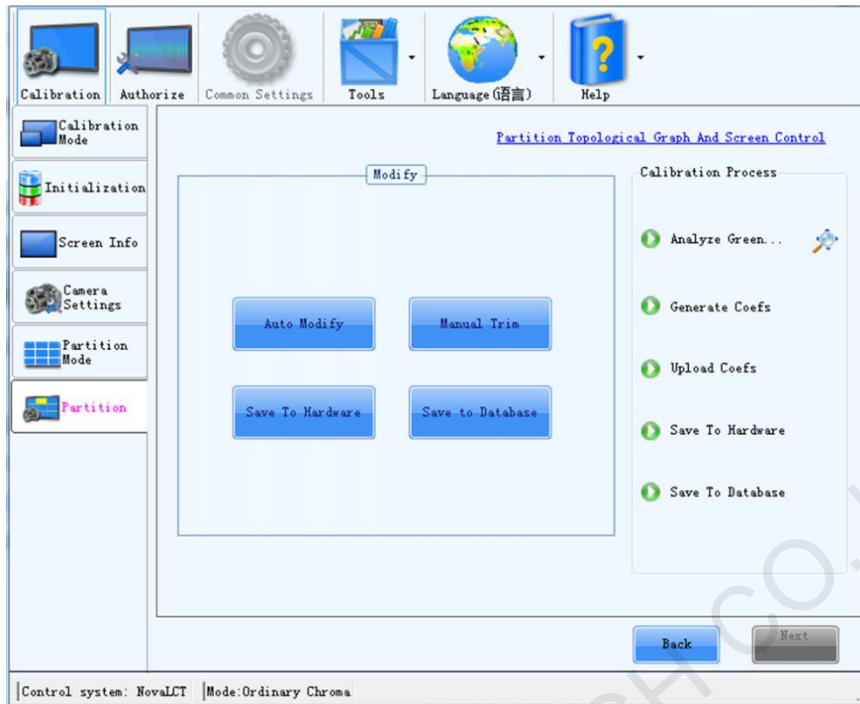 Calibration
Authorize
Common Settings
Tools
Language(语言)
Help
Calibration
Mode
Initialization
Screen Info
Camera
Settings
Partition
Mode
Partition
Partition Topological Graph And Screen Control
Modify
Auto Modify
Manual Trim
Save To Hardware
Save to Database
Calibration Process
Analyze Green...
Generate Coefs
Upload Coefs
Save To Hardware
Save To Database
Back
Next
Control system: NovaLCT
Mode:Ordinary Chroma